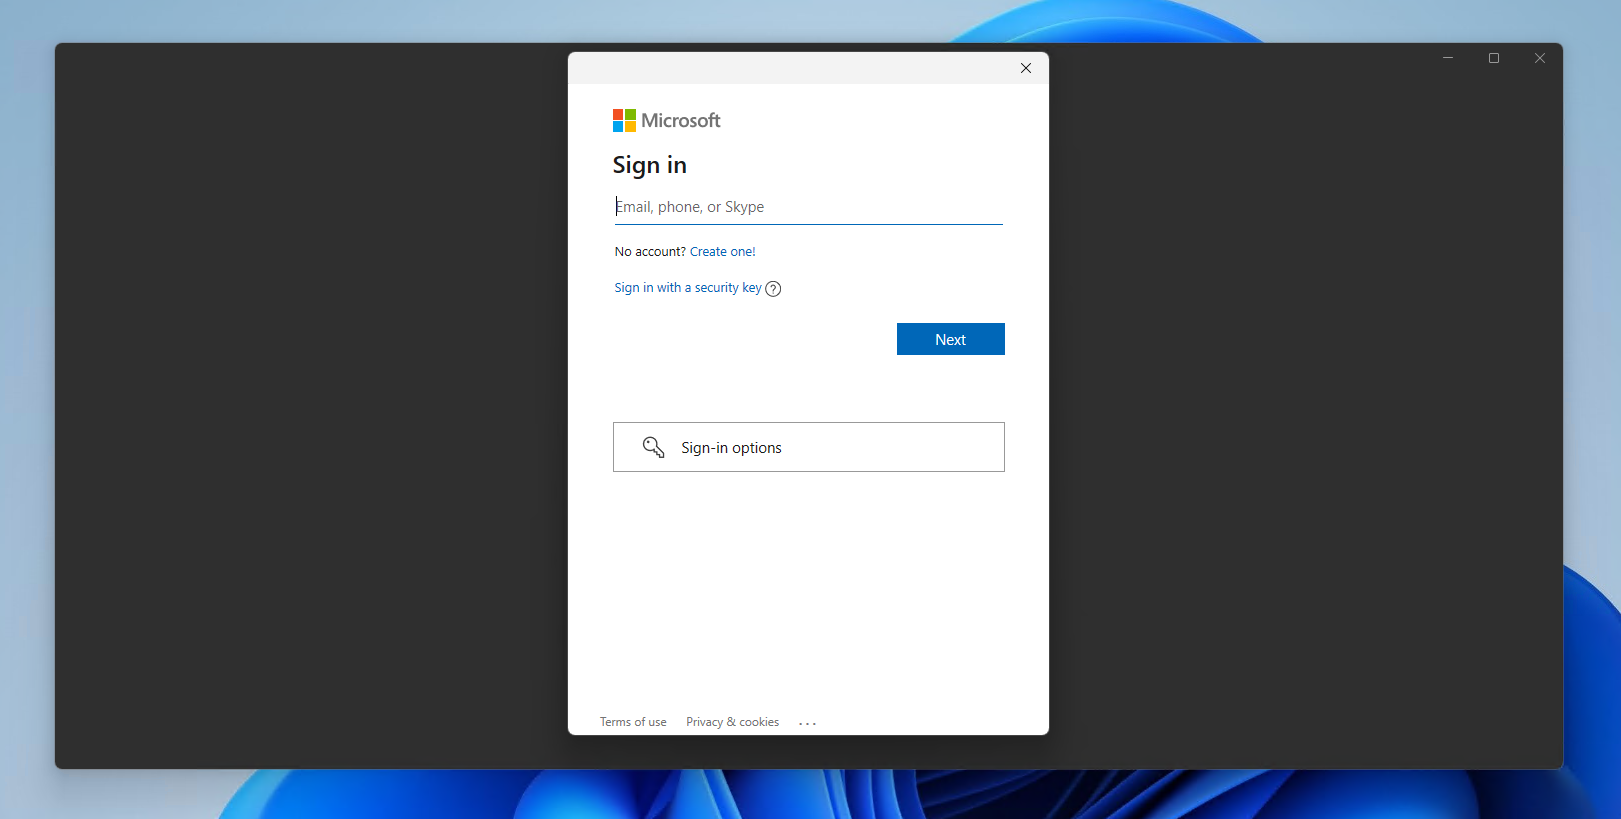 Microsoft
Sign in
Email, phone, or Skype
No account? Create one!
Sign in with a security key ?
Next
Sign-in options
Terms of use Privacy & cookies ...